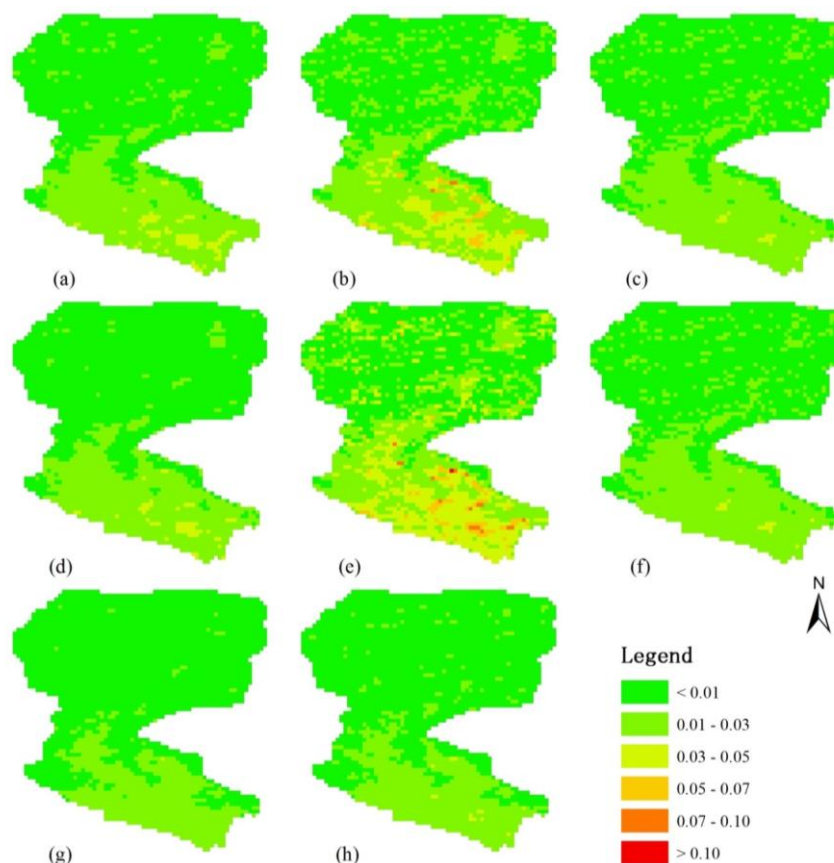 (a)
(b)
(c)
(d)
(e)
(f)
N
Legend
< 0.01
0.01 - 0.03
0.03 - 0.05
0.05 - 0.07
0.07 - 0.10
> 0.10
(g)
(h)